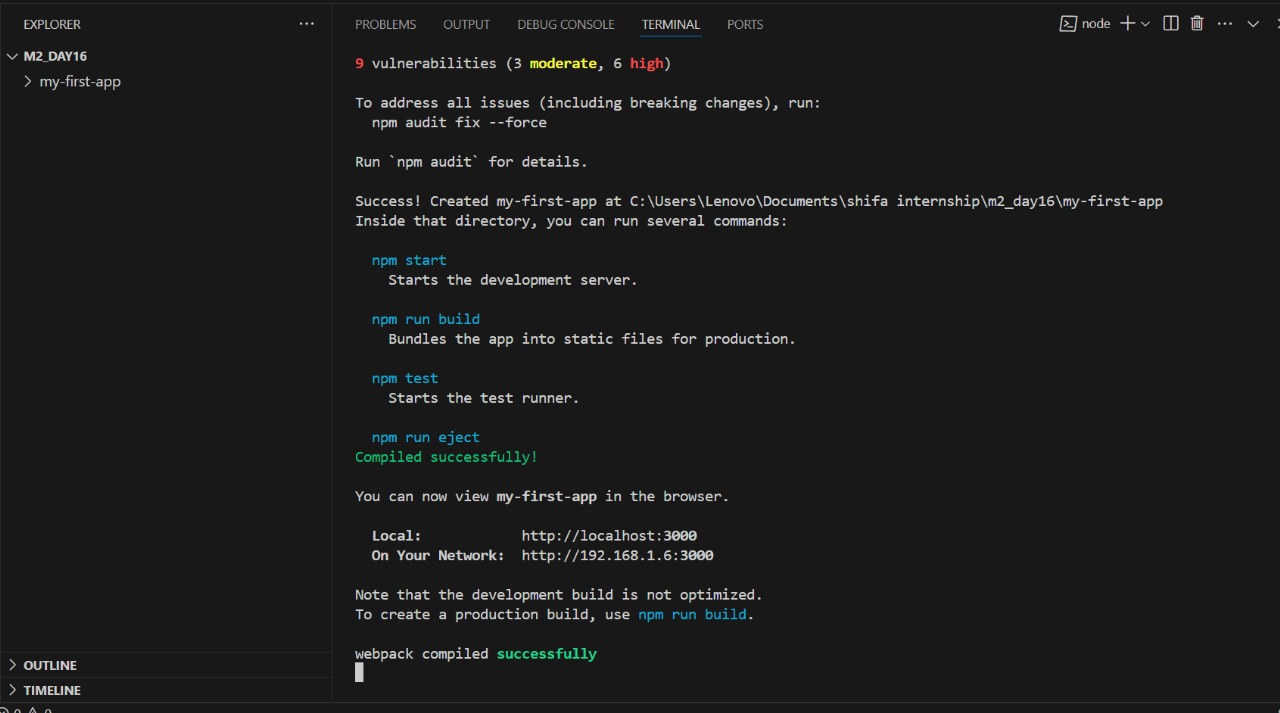 EXPLORER
M2_DAY16
my-first-app
OUTLINE
TIMELINE
PROBLEMS OUTPUT DEBUG CONSOLE TERMINAL PORTS
node
9 vulnerabilities (3 moderate, 6 high)
To address all issues (including breaking changes), run:
npm audit fix --force
Run `npm audit` for details.
Success! Created my-first-app at C:\Users\Lenovo\Documents\shifa internship\m2_day16\my-first-app
Inside that directory, you can run several commands:
npm start
Starts the development server.
npm run build
Bundles the app into static files for production.
npm test
Starts the test runner.
npm run eject
Compiled successfully!
You can now view my-first-app in the browser.
Local: http://localhost:3000
On Your Network: http://192.168.1.6:3000
Note that the development build is not optimized.
To create a production build, use npm run build.
webpack compiled successfully